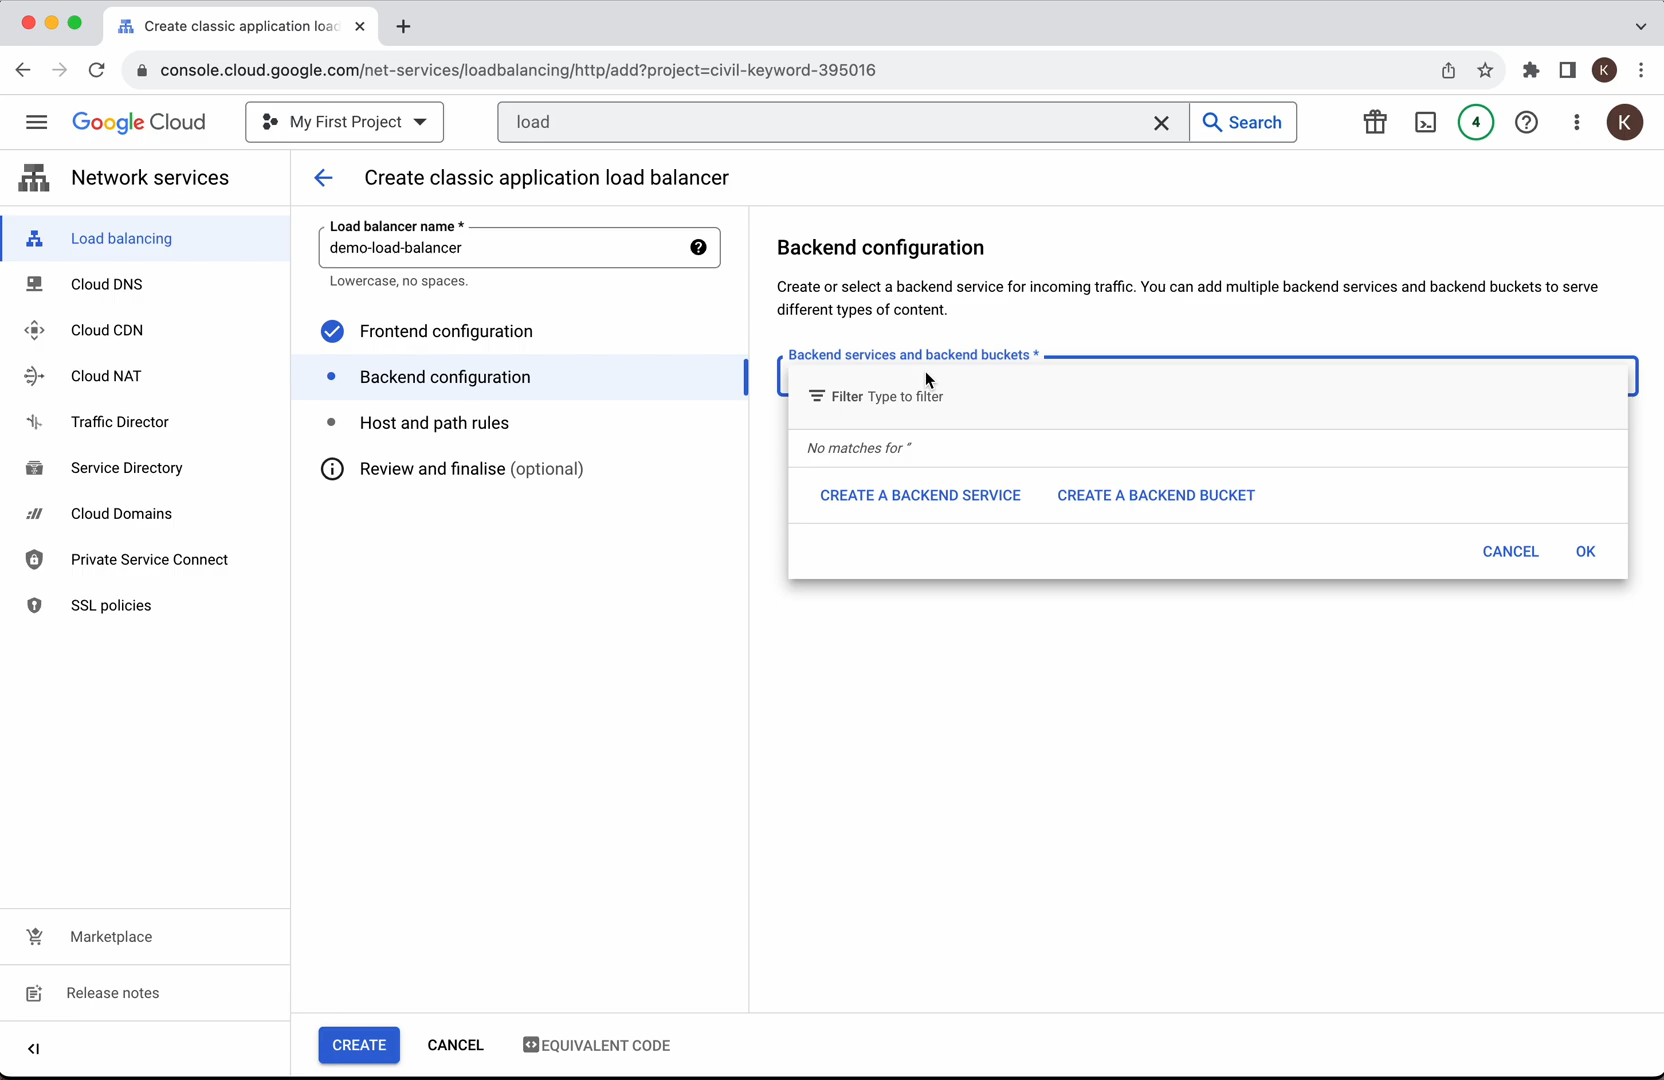 Create classic application load
console.cloud.google.com/net-services/loadbalancing/http/add?project=civil-keyword-395016
K
Google Cloud
My First Project
load
Search
4
K
Network services
Create classic application load balancer
Load balancing
Cloud DNS
Cloud CDN
Cloud NAT
Traffic Director
Service Directory
Cloud Domains
Private Service Connect
SSL policies
Marketplace
Release notes
Load balancer name *
demo-load-balancer
Lowercase, no spaces.
Frontend configuration
Backend configuration
Host and path rules
Review and finalise (optional)
Backend configuration
Create or select a backend service for incoming traffic. You can add multiple backend services and backend buckets to serve
different types of content.
Backend services and backend buckets *
Filter Type to filter
No matches for ''
CREATE A BACKEND SERVICE CREATE A BACKEND BUCKET
CANCEL OK
CREATE CANCEL EQUIVALENT CODE